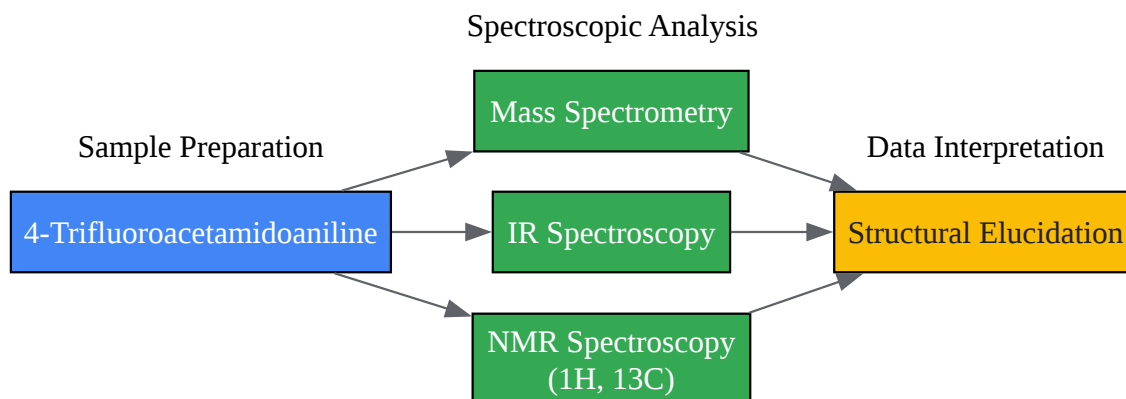 Spectroscopic Analysis
Mass Spectrometry
Sample Preparation
Data Interpretation
4-Trifluoroacetamidoaniline
IR Spectroscopy
Structural Elucidation
NMR Spectroscopy
(1H, 13C)